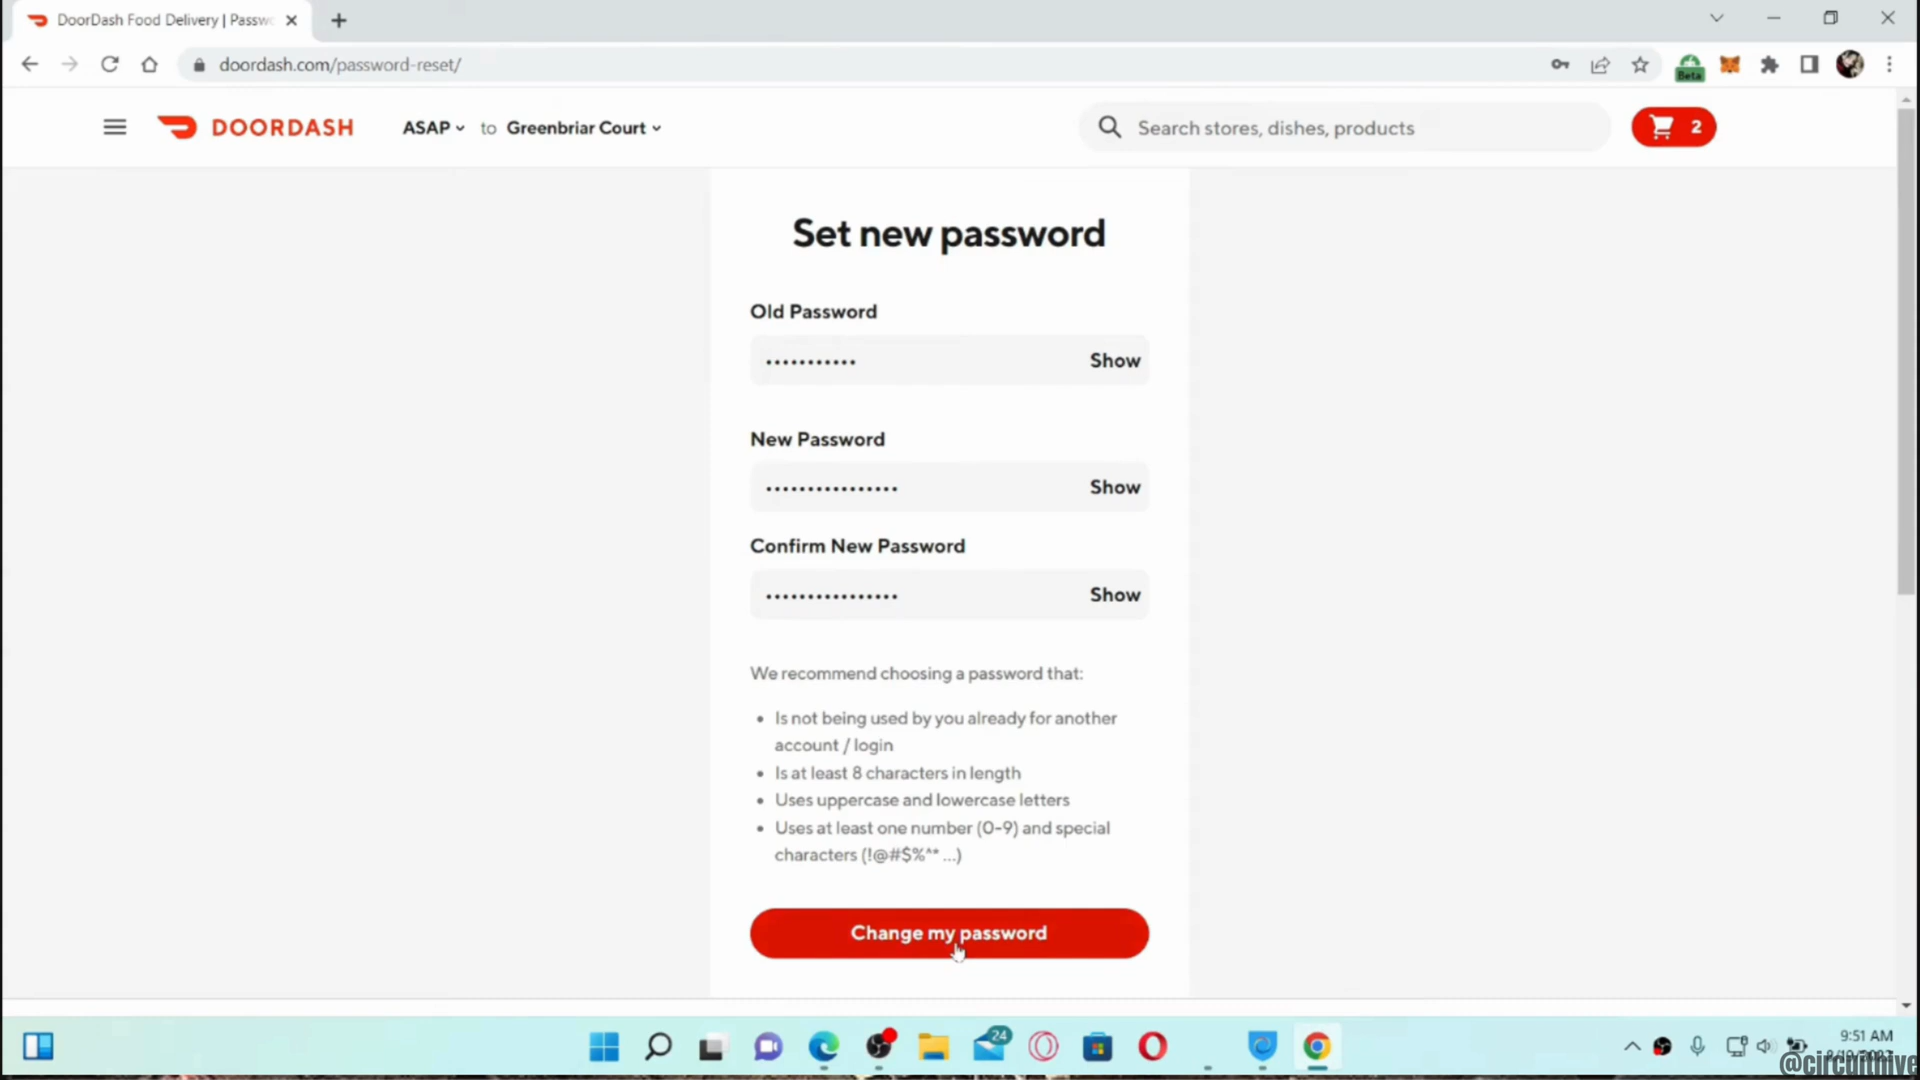 DoorDash Food Delivery | Passw
doordash.com/password-reset/
Beta
DOORDASH ASAP to Greenbriar Court Search stores, dishes, products 2
Set new password
Old Password
••••••••••• Show
New Password
•••••••••••••••• Show
Confirm New Password
•••••••••••••••• Show
We recommend choosing a password that:
• Is not being used by you already for another
account / login
• Is at least 8 characters in length
• Uses uppercase and lowercase letters
• Uses at least one number (0-9) and special
characters (!@#$%^* ...)
Change my password
24
9:51 AM
@circuithive